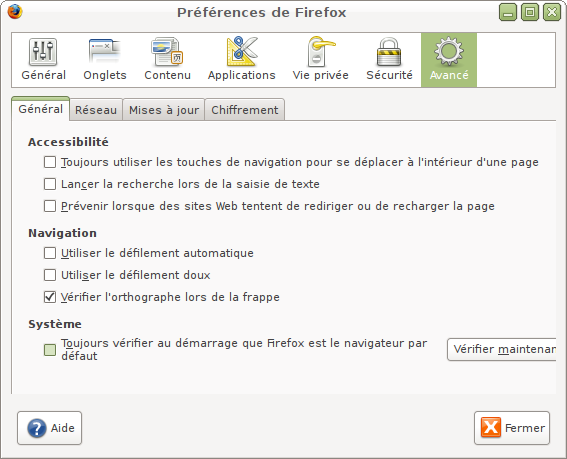 Préférences de Firefox
Général Onglets Contenu Applications Vie privée Sécurité Avancé
Général Réseau Mises à jour Chiffrement
Accessibilité
Toujours utiliser les touches de navigation pour se déplacer à l'intérieur d'une page
Lancer la recherche lors de la saisie de texte
Prévenir lorsque des sites Web tentent de rediriger ou de recharger la page
Navigation
Utiliser le défilement automatique
Utiliser le défilement doux
Vérifier l'orthographe lors de la frappe
Système
Toujours vérifier au démarrage que Firefox est le navigateur par
défaut
Vérifier maintenan
Aide Fermer